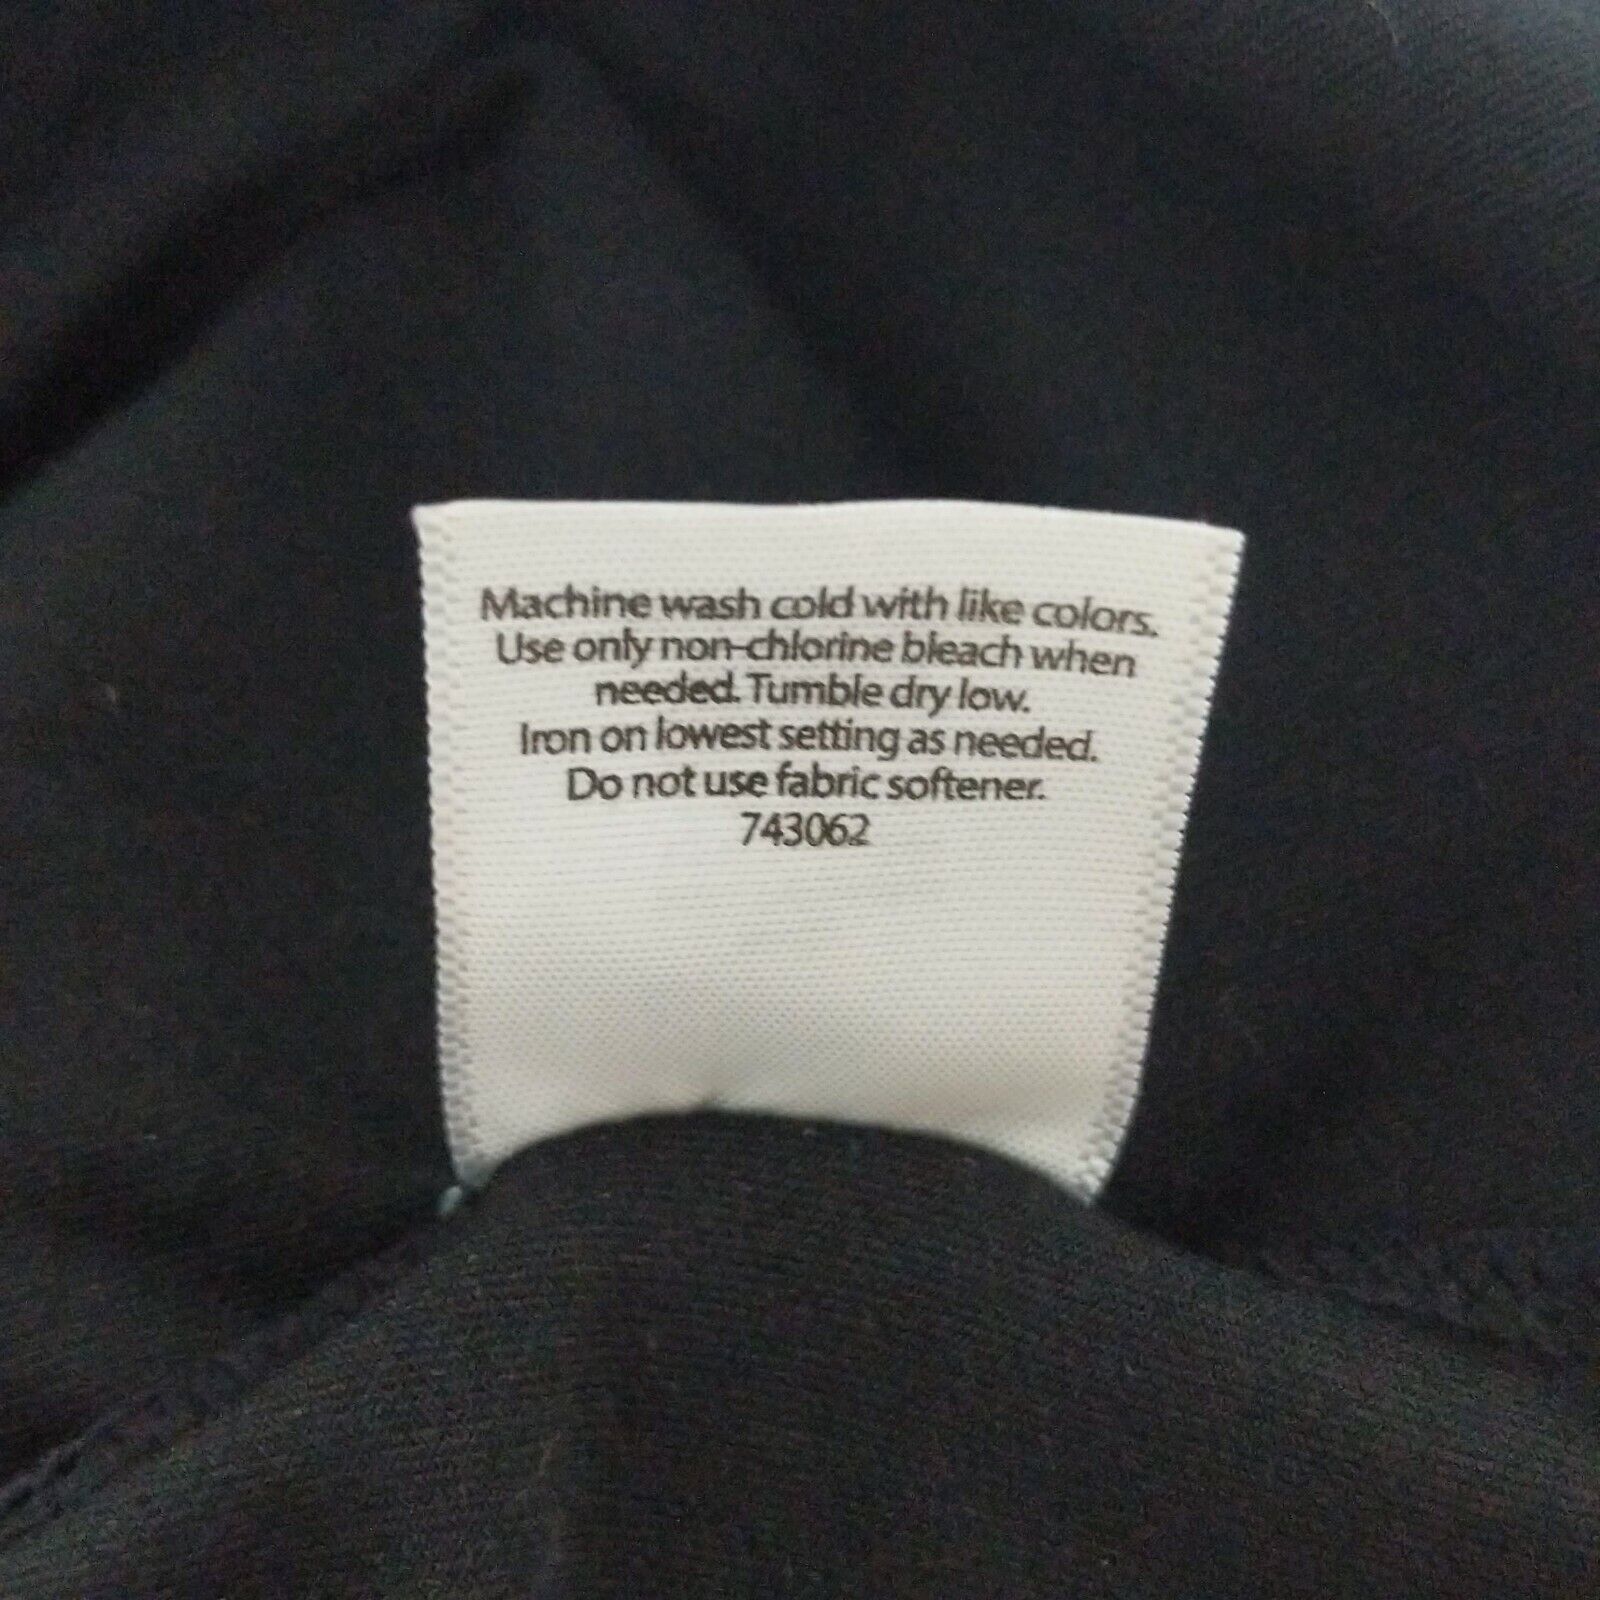 Machine wash cold with like colors.
Use only non-chlorine bleach when
needed. Tumble dry low.
Iron on lowest setting as needed.
Do not use fabric softener.
743062